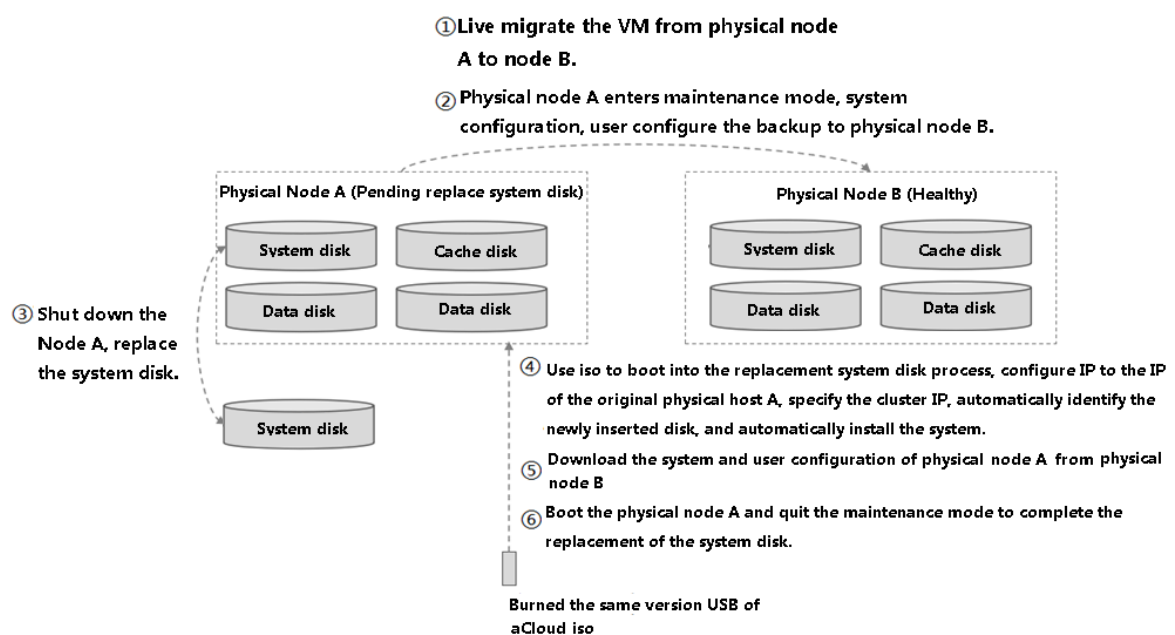 ①Live migrate the VM from physical node
A to node B.
② Physical node A enters maintenance mode, system
configuration, user configure the backup to physical node B.
Physical Node A (Pending replace system disk)
System disk
Cache disk
Data disk
Data disk
Physical Node B (Healthy)
System disk
Cache disk
Data disk
Data disk
③ Shut down the
Node A, replace
the system disk.
System disk
④ Use iso to boot into the replacement system disk process, configure IP to the IP
of the original physical host A, specify the cluster IP, automatically identify the
newly inserted disk, and automatically install the system.
⑤ Download the system and user configuration of physical node A from physical
node B
⑥ Boot the physical node A and quit the maintenance mode to complete the
replacement of the system disk.
Burned the same version USB of
aCloud iso